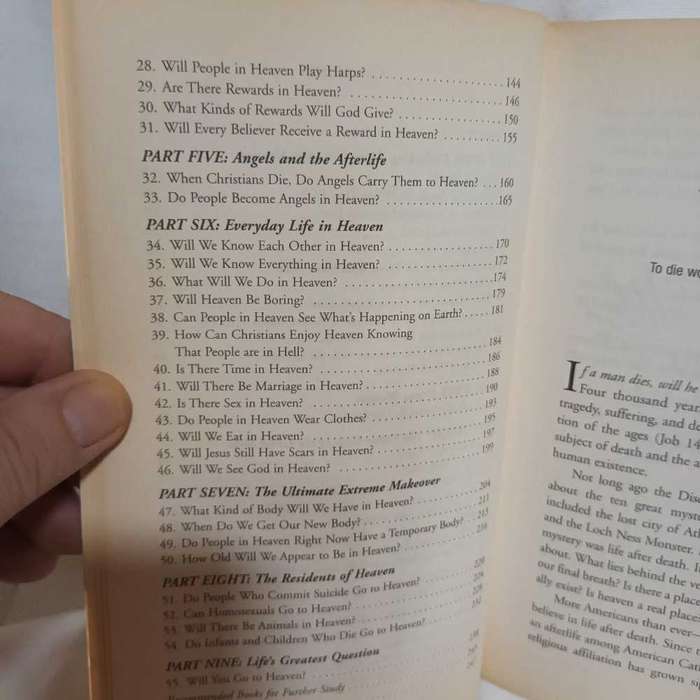 28. Will People in Heaven Play Harps? . . . . . . . . . . . . . . . . . . . 144
29. Are There Rewards in Heaven? . . . . . . . . . . . . . . . . . . . . . . 146
30. What Kinds of Rewards Will God Give? . . . . . . . . . . . . . . . 150
31. Will Every Believer Receive a Reward in Heaven? . . . . . . . . . . 155
PART FIVE: Angels and the Afterlife
32. When Christians Die, Do Angels Carry Them to Heaven? . . . 160
33. Do People Become Angels in Heaven? . . . . . . . . . . . . . . . . . 165
PART SIX: Everyday Life in Heaven
34. Will We Know Each Other in Heaven? . . . . . . . . . . . . . . . . 170
35. Will We Know Everything in Heaven? . . . . . . . . . . . . . . . . 172
36. What Will We Do in Heaven? . . . . . . . . . . . . . . . . . . . . . . 174
37. Will Heaven Be Boring? . . . . . . . . . . . . . . . . . . . . . . . . . . 179
38. Can People in Heaven See What's Happening on Earth? . . . . 181
39. How Can Christians Enjoy Heaven Knowing
That People are in Hell? . . . . . . . . . . . . . . . . . . . . . . . . . 184
40. Is There Time in Heaven? . . . . . . . . . . . . . . . . . . . . . . . . . 186
41. Will There Be Marriage in Heaven? . . . . . . . . . . . . . . . . . . 188
42. Is There Sex in Heaven? . . . . . . . . . . . . . . . . . . . . . . . . . . 190
43. Do People in Heaven Wear Clothes? . . . . . . . . . . . . . . . . . . 193
44. Will We Eat in Heaven? . . . . . . . . . . . . . . . . . . . . . . . . . . 195
45. Will Jesus Still Have Scars in Heaven? . . . . . . . . . . . . . . . . . 197
46. Will We See God in Heaven? . . . . . . . . . . . . . . . . . . . . . . . 199
PART SEVEN: The Ultimate Extreme Makeover
47. What Kind of Body Will We Have in Heaven? . . . . . . . . . . . 204
48. When Do We Get Our New Body? . . . . . . . . . . . . . . . . . . . 211
49. Do People in Heaven Right Now Have a Temporary Body? . . 213
50. How Old Will We Appear to Be in Heaven? . . . . . . . . . . . . 216
PART EIGHT: The Residents of Heaven
51. Do People Who Commit Suicide Go to Heaven? . . . . . . . . .
52. Can Homosexuals Go to Heaven? . . . . . . . . . . . . . . . . . . .
53. Will There Be Animals in Heaven? . . . . . . . . . . . . . . . . . .
54. Do Infants and Children Who Die Go to Heaven? . . . . . . . .
PART NINE: Life's Greatest Question
55. Will You Go to Heaven? . . . . . . . . . . . . . . . . . . . . . . . . .
Recommended Books for Further Study
To die wo
If a man dies, will he
Four thousand year
tragedy, suffering, and de
tion of the ages (Job 14
subject of death and the a
human existence.
Not long ago the Disc
about the ten great myste
included the lost city of Atl
and the Loch Ness Monster.
mystery was life after death. I
about. What lies behind the ve
our final breath? Is there a place
ally exist? Is heaven a real place
More Americans than ever—
believe in life after death. Since t
an afterlife among American Cat
religious affiliation has grown sig